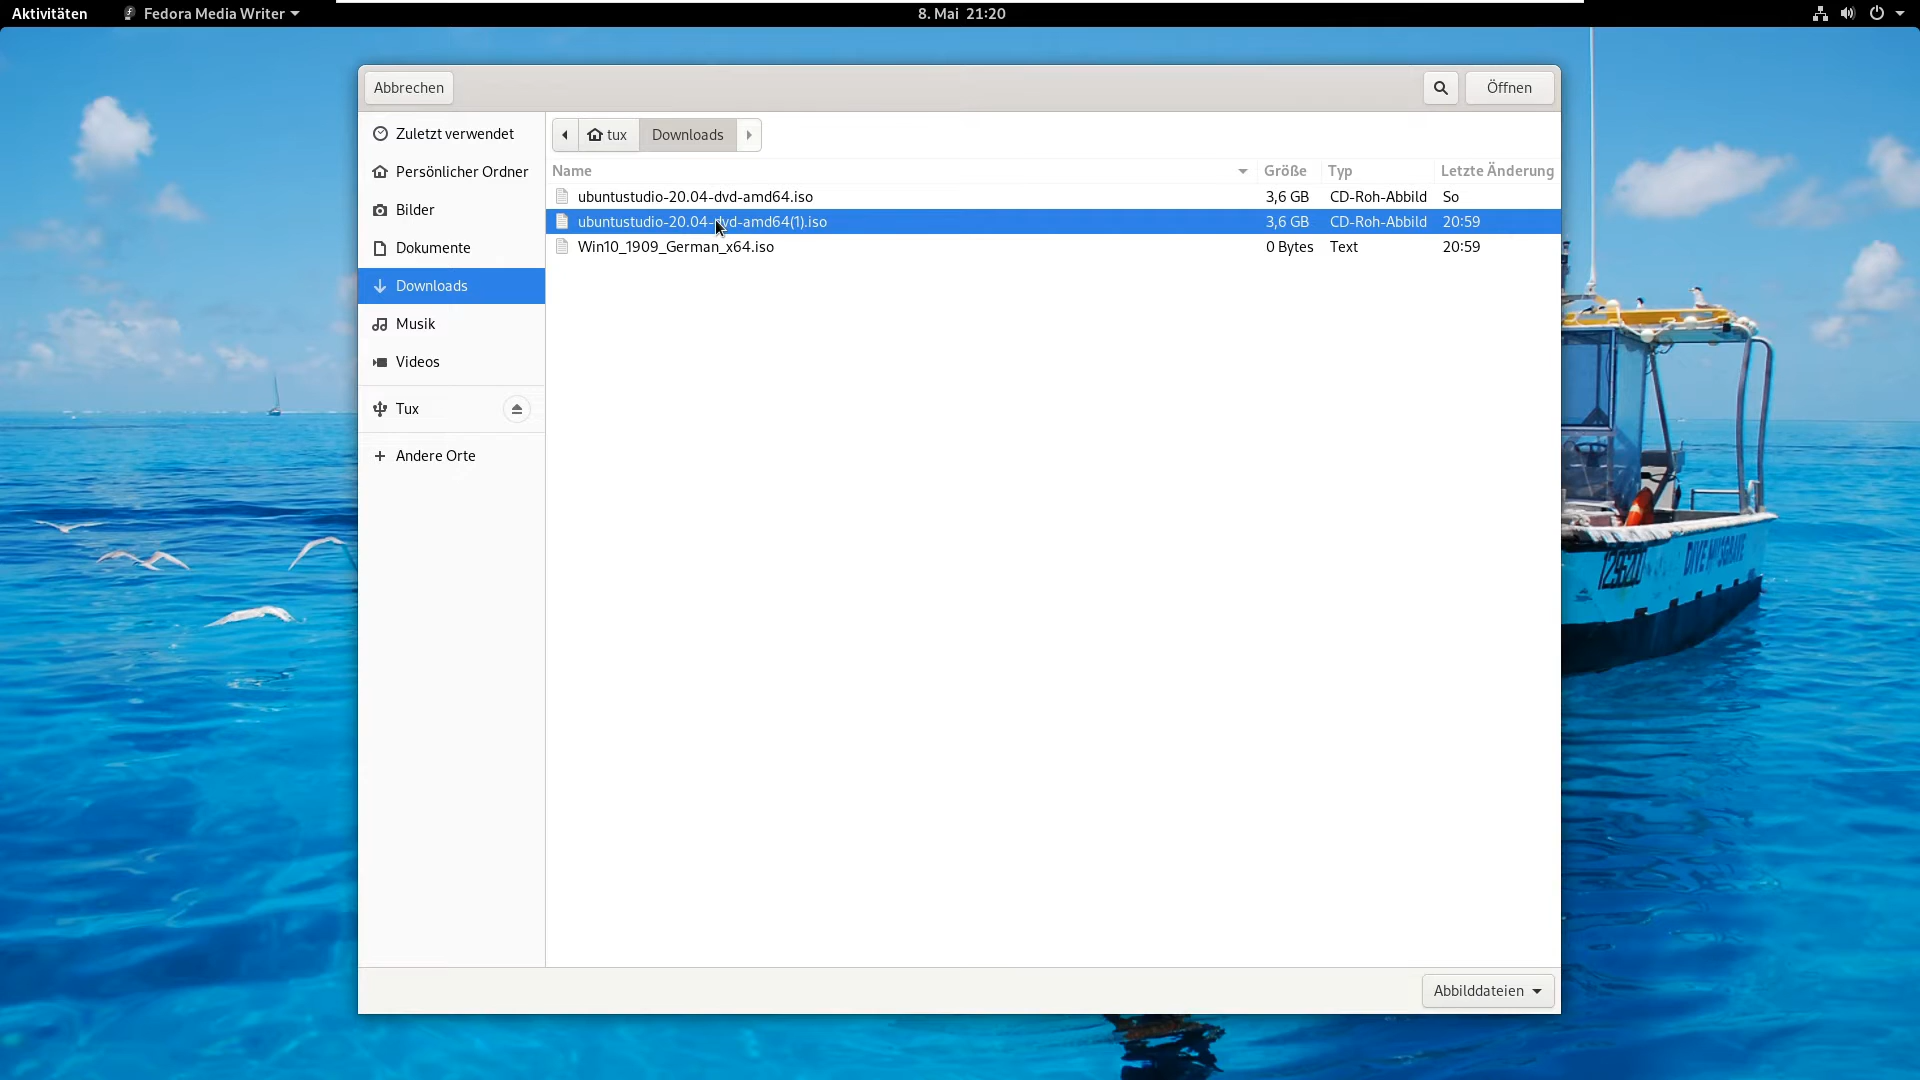 Aktivitäten Fedora Media Writer 8. Mai 21:20
Abbrechen Öffnen
Zuletzt verwendet
Persönlicher Ordner
Bilder
Dokumente
Downloads
Musik
Videos
Tux
Andere Orte
tux Downloads
Name Größe Typ Letzte Änderung
ubuntustudio-20.04-dvd-amd64.iso 3,6 GB CD-Roh-Abbild So
ubuntustudio-20.04-dvd-amd64(1).iso 3,6 GB CD-Roh-Abbild 20:59
Win10_1909_German_x64.iso 0 Bytes Text 20:59
Abbilddateien
DIVE